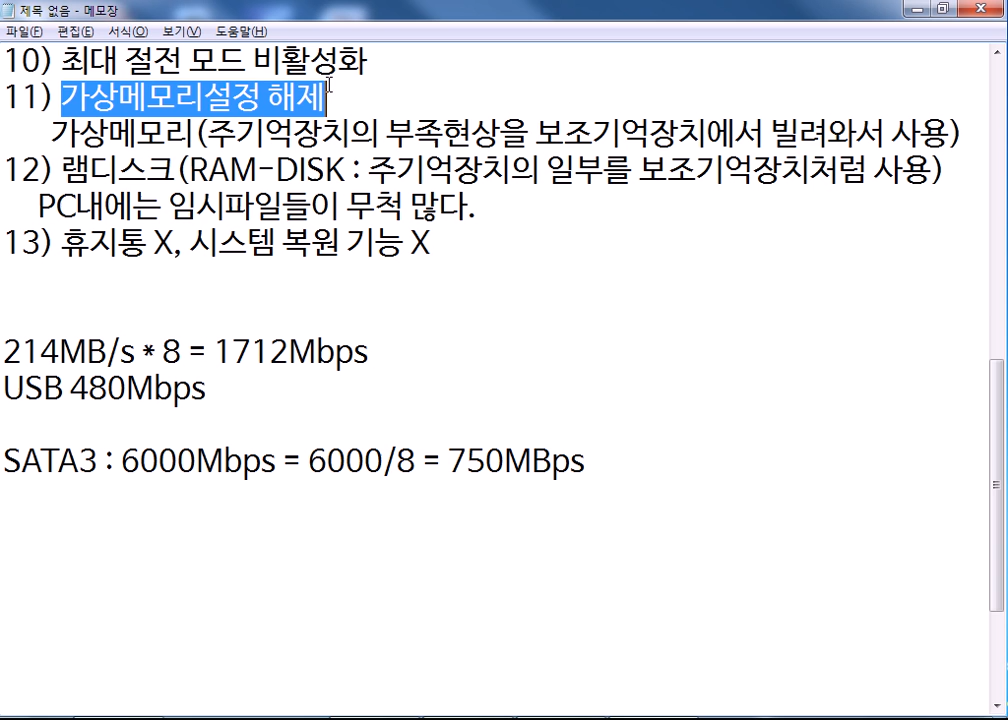 제목 없음 - 메모장
파일(F) 편집(E) 서식(O) 보기(V) 도움말(H)
10) 최대 절전 모드 비활성화
11) 가상메모리설정 해제
가상메모리(주기억장치의 부족현상을 보조기억장치에서 빌려와서 사용)
12) 램디스크(RAM-DISK : 주기억장치의 일부를 보조기억장치처럼 사용)
PC내에는 임시파일들이 무척 많다.
13) 휴지통 X, 시스템 복원 기능 X
214MB/s * 8 = 1712Mbps
USB 480Mbps
SATA3 : 6000Mbps = 6000/8 = 750MBps